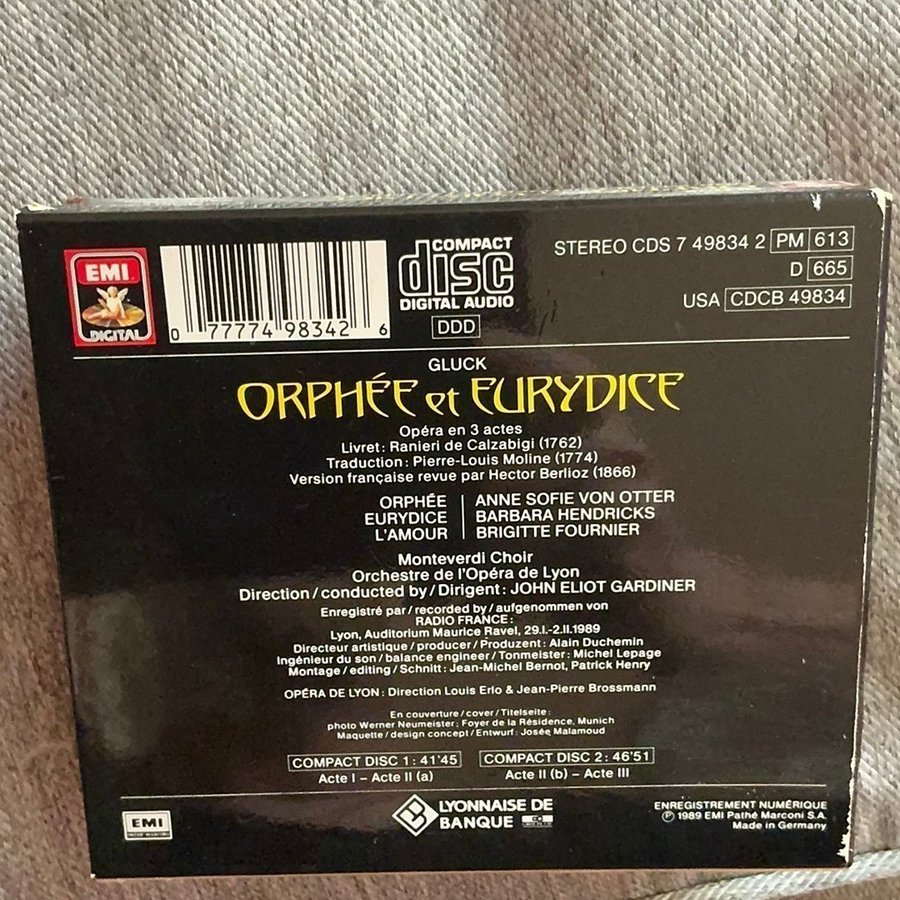 EMI
DIGITAL
0 77774 98342 6
COMPACT
disc
DIGITAL AUDIO
DDD
STEREO CDS 7 49834 2 PM 613
D 665
USA CDCB 49834
GLUCK
ORPHÉE et EURYDICE
Opéra en 3 actes
Livret: Ranieri de Calzabigi (1762)
Traduction: Pierre-Louis Moline (1774)
Version française revue par Hector Berlioz (1866)
ORPHÉE ANNE SOFIE VON OTTER
EURYDICE BARBARA HENDRICKS
L'AMOUR BRIGITTE FOURNIER
Monteverdi Choir
Orchestre de l'Opéra de Lyon
Direction/conducted by/Dirigent: JOHN ELIOT GARDINER
Enregistré par/recorded by/aufgenommen von
RADIO FRANCE:
Lyon, Auditorium Maurice Ravel, 29.I.-2.II.1989
Directeur artistique/producer/Produzent: Alain Duchemin
Ingénieur du son/balance engineer/Tonmeister: Michel Lepage
Montage/editing/Schnitt: Jean-Michel Bernot, Patrick Henry
OPÉRA DE LYON: Direction Louis Erlo & Jean-Pierre Brossmann
En couverture/cover/Titelseite:
photo Werner Neumeister; Foyer de la Résidence, Munich
Maquette/design concept/Entwurf: Josée Malamoud
COMPACT DISC 1: 41'45 COMPACT DISC 2: 46'51
Acte I – Acte II (a) Acte II (b) – Acte III
EMI
LYONNAISE DE
BANQUE
ENREGISTREMENT NUMÉRIQUE
℗ 1989 EMI Pathé Marconi S.A.
Made in Germany